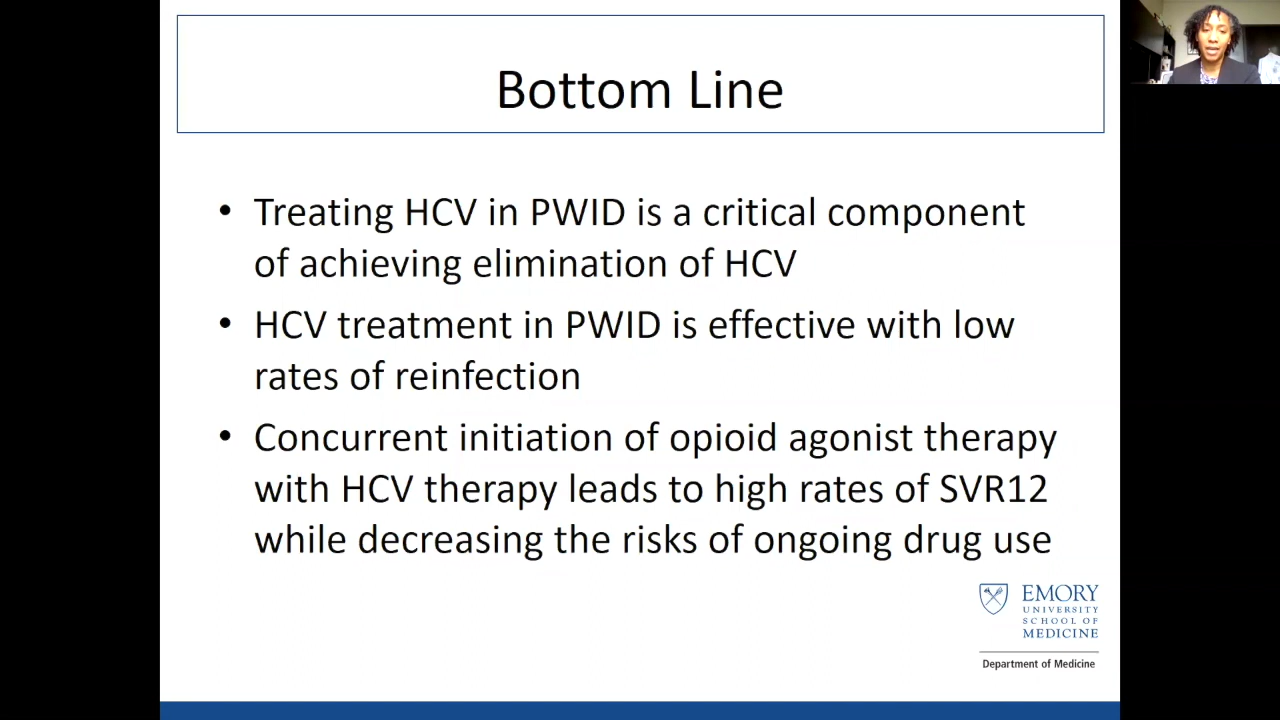 Bottom Line
• Treating HCV in PWID is a critical component
of achieving elimination of HCV
• HCV treatment in PWID is effective with low
rates of reinfection
• Concurrent initiation of opioid agonist therapy
with HCV therapy leads to high rates of SVR12
while decreasing the risks of ongoing drug use
EMORY
UNIVERSITY
SCHOOL OF
MEDICINE
Department of Medicine